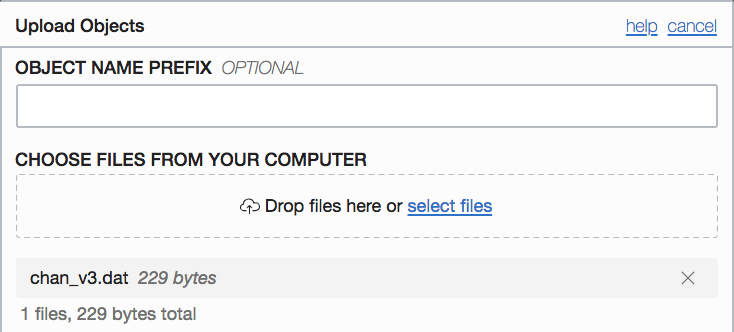 Upload Objects help cancel
OBJECT NAME PREFIX OPTIONAL
CHOOSE FILES FROM YOUR COMPUTER
Drop files here or select files
chan_v3.dat 229 bytes
1 files, 229 bytes total